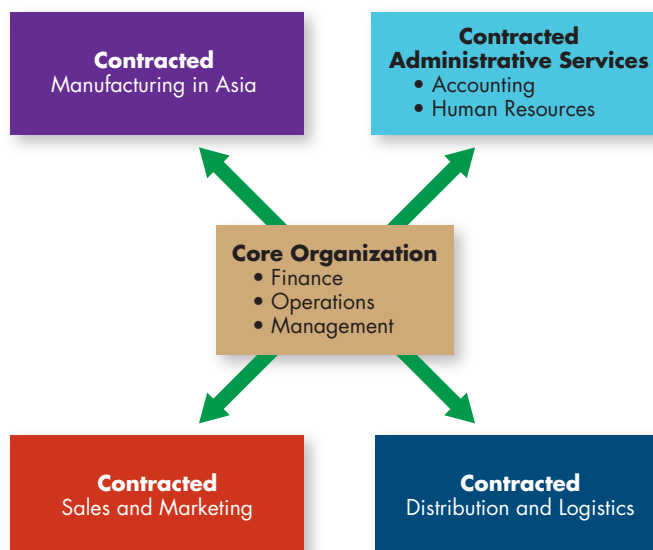 Contracted
Manufacturing in Asia
Contracted
Administrative Services
• Accounting
• Human Resources
Core Organization
• Finance
• Operations
• Management
Contracted
Sales and Marketing
Contracted
Distribution and Logistics